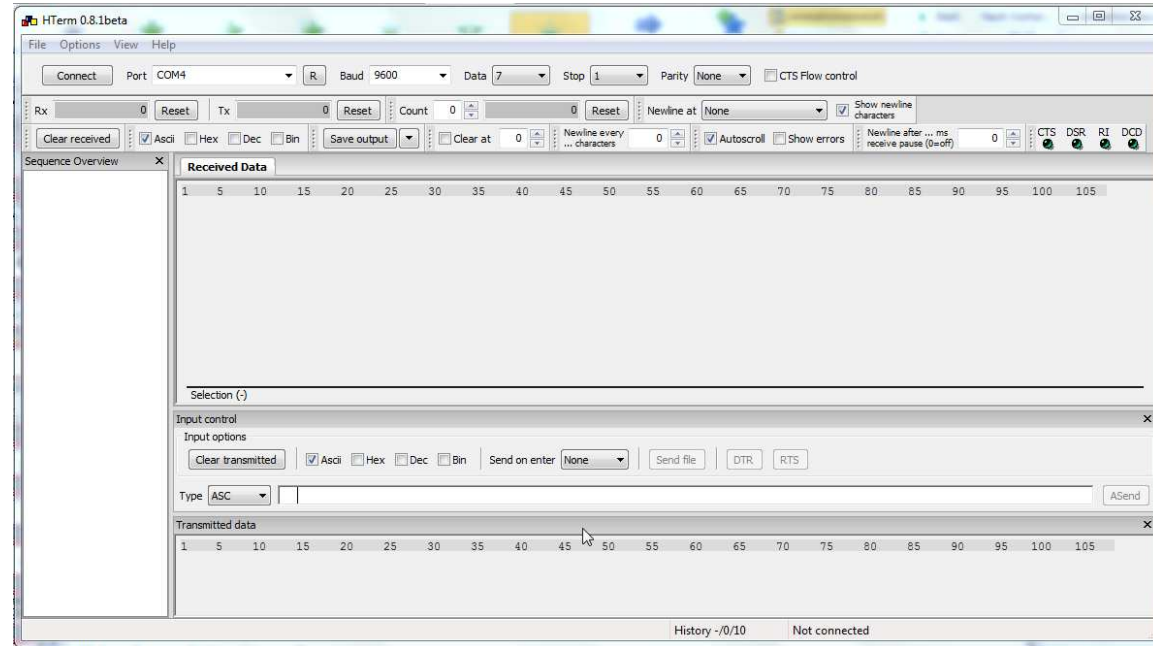 HTerm 0.8.1beta
File Options View Help
Connect Port COM4 R Baud 9600 Data 7 Stop 1 Parity None CTS Flow control
Rx 0 Reset Tx 0 Reset Count 0 0 Reset Newline at None Show newline
characters
Clear received Ascii Hex Dec Bin Save output Clear at 0 Newline every
... characters 0 Autoscroll Show errors Newline after ... ms
receive pause (0=off) 0 CTS DSR RI DCD
Sequence Overview
Received Data
1 5 10 15 20 25 30 35 40 45 50 55 60 65 70 75 80 85 90 95 100 105
Selection (-)
Input control
Input options
Clear transmitted Ascii Hex Dec Bin Send on enter None Send file DTR RTS
Type ASC ASend
Transmitted data
1 5 10 15 20 25 30 35 40 45 50 55 60 65 70 75 80 85 90 95 100 105
History -/0/10 Not connected